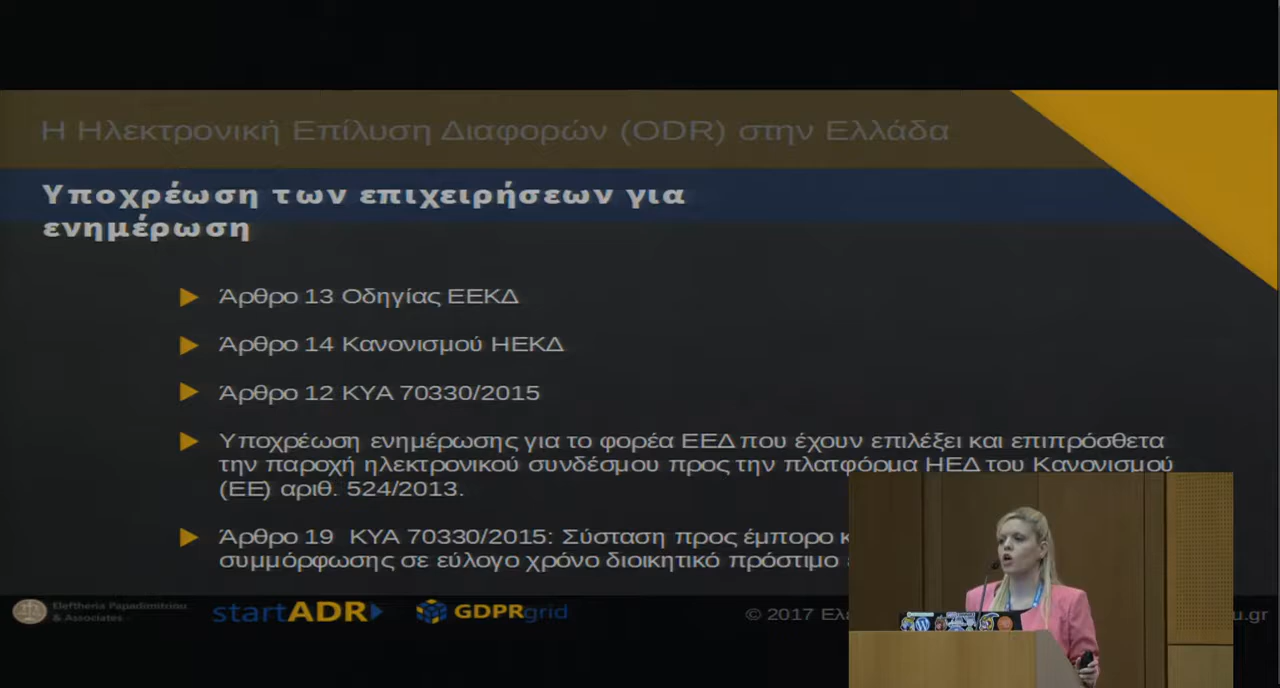 Η Ηλεκτρονική Επίλυση Διαφορών (ODR) στην Ελλάδα
Υποχρέωση των επιχειρήσεων για
ενημέρωση
Άρθρο 13 Οδηγίας ΕΕΚΔ
Άρθρο 14 Κανονισμού ΗΕΚΔ
Άρθρο 12 ΚΥΑ 70330/2015
Υποχρέωση ενημέρωσης για το φορέα ΕΕΔ που έχουν επιλέξει και επιπρόσθετα
την παροχή ηλεκτρονικού συνδέσμου προς την πλατφόρμα ΗΕΔ του Κανονισμού
(ΕΕ) αριθ. 524/2013.
Άρθρο 19 ΚΥΑ 70330/2015: Σύσταση προς έμπορο
συμμόρφωσης σε εύλογο χρόνο διοικητικό πρόστιμο
Eleftheria Papadimitriou
& Associates
startADR
GDPRgrid
© 2017